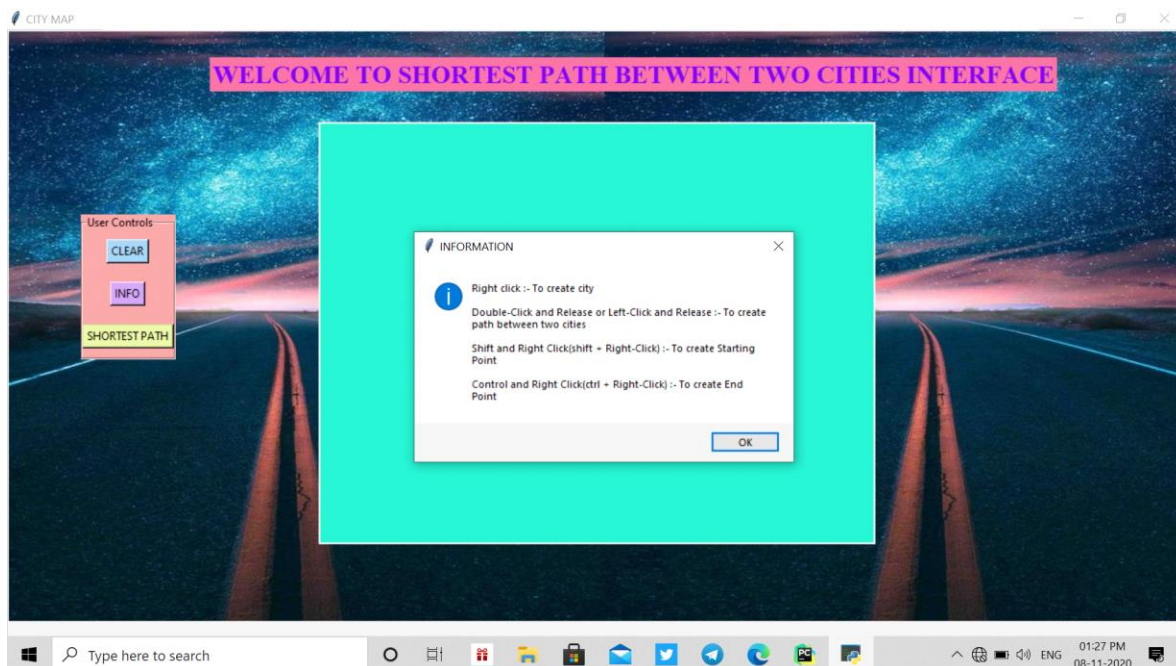 CITY MAP
WELCOME TO SHORTEST PATH BETWEEN TWO CITIES INTERFACE
User Controls
CLEAR
INFO
SHORTEST PATH
INFORMATION
Right click :- To create city
Double-Click and Release or Left-Click and Release :- To create
path between two cities
Shift and Right Click(shift + Right-Click) :- To create Starting
Point
Control and Right Click(ctrl + Right-Click) :- To create End
Point
OK
Type here to search
PC
ENG
01:27 PM
08-11-2020